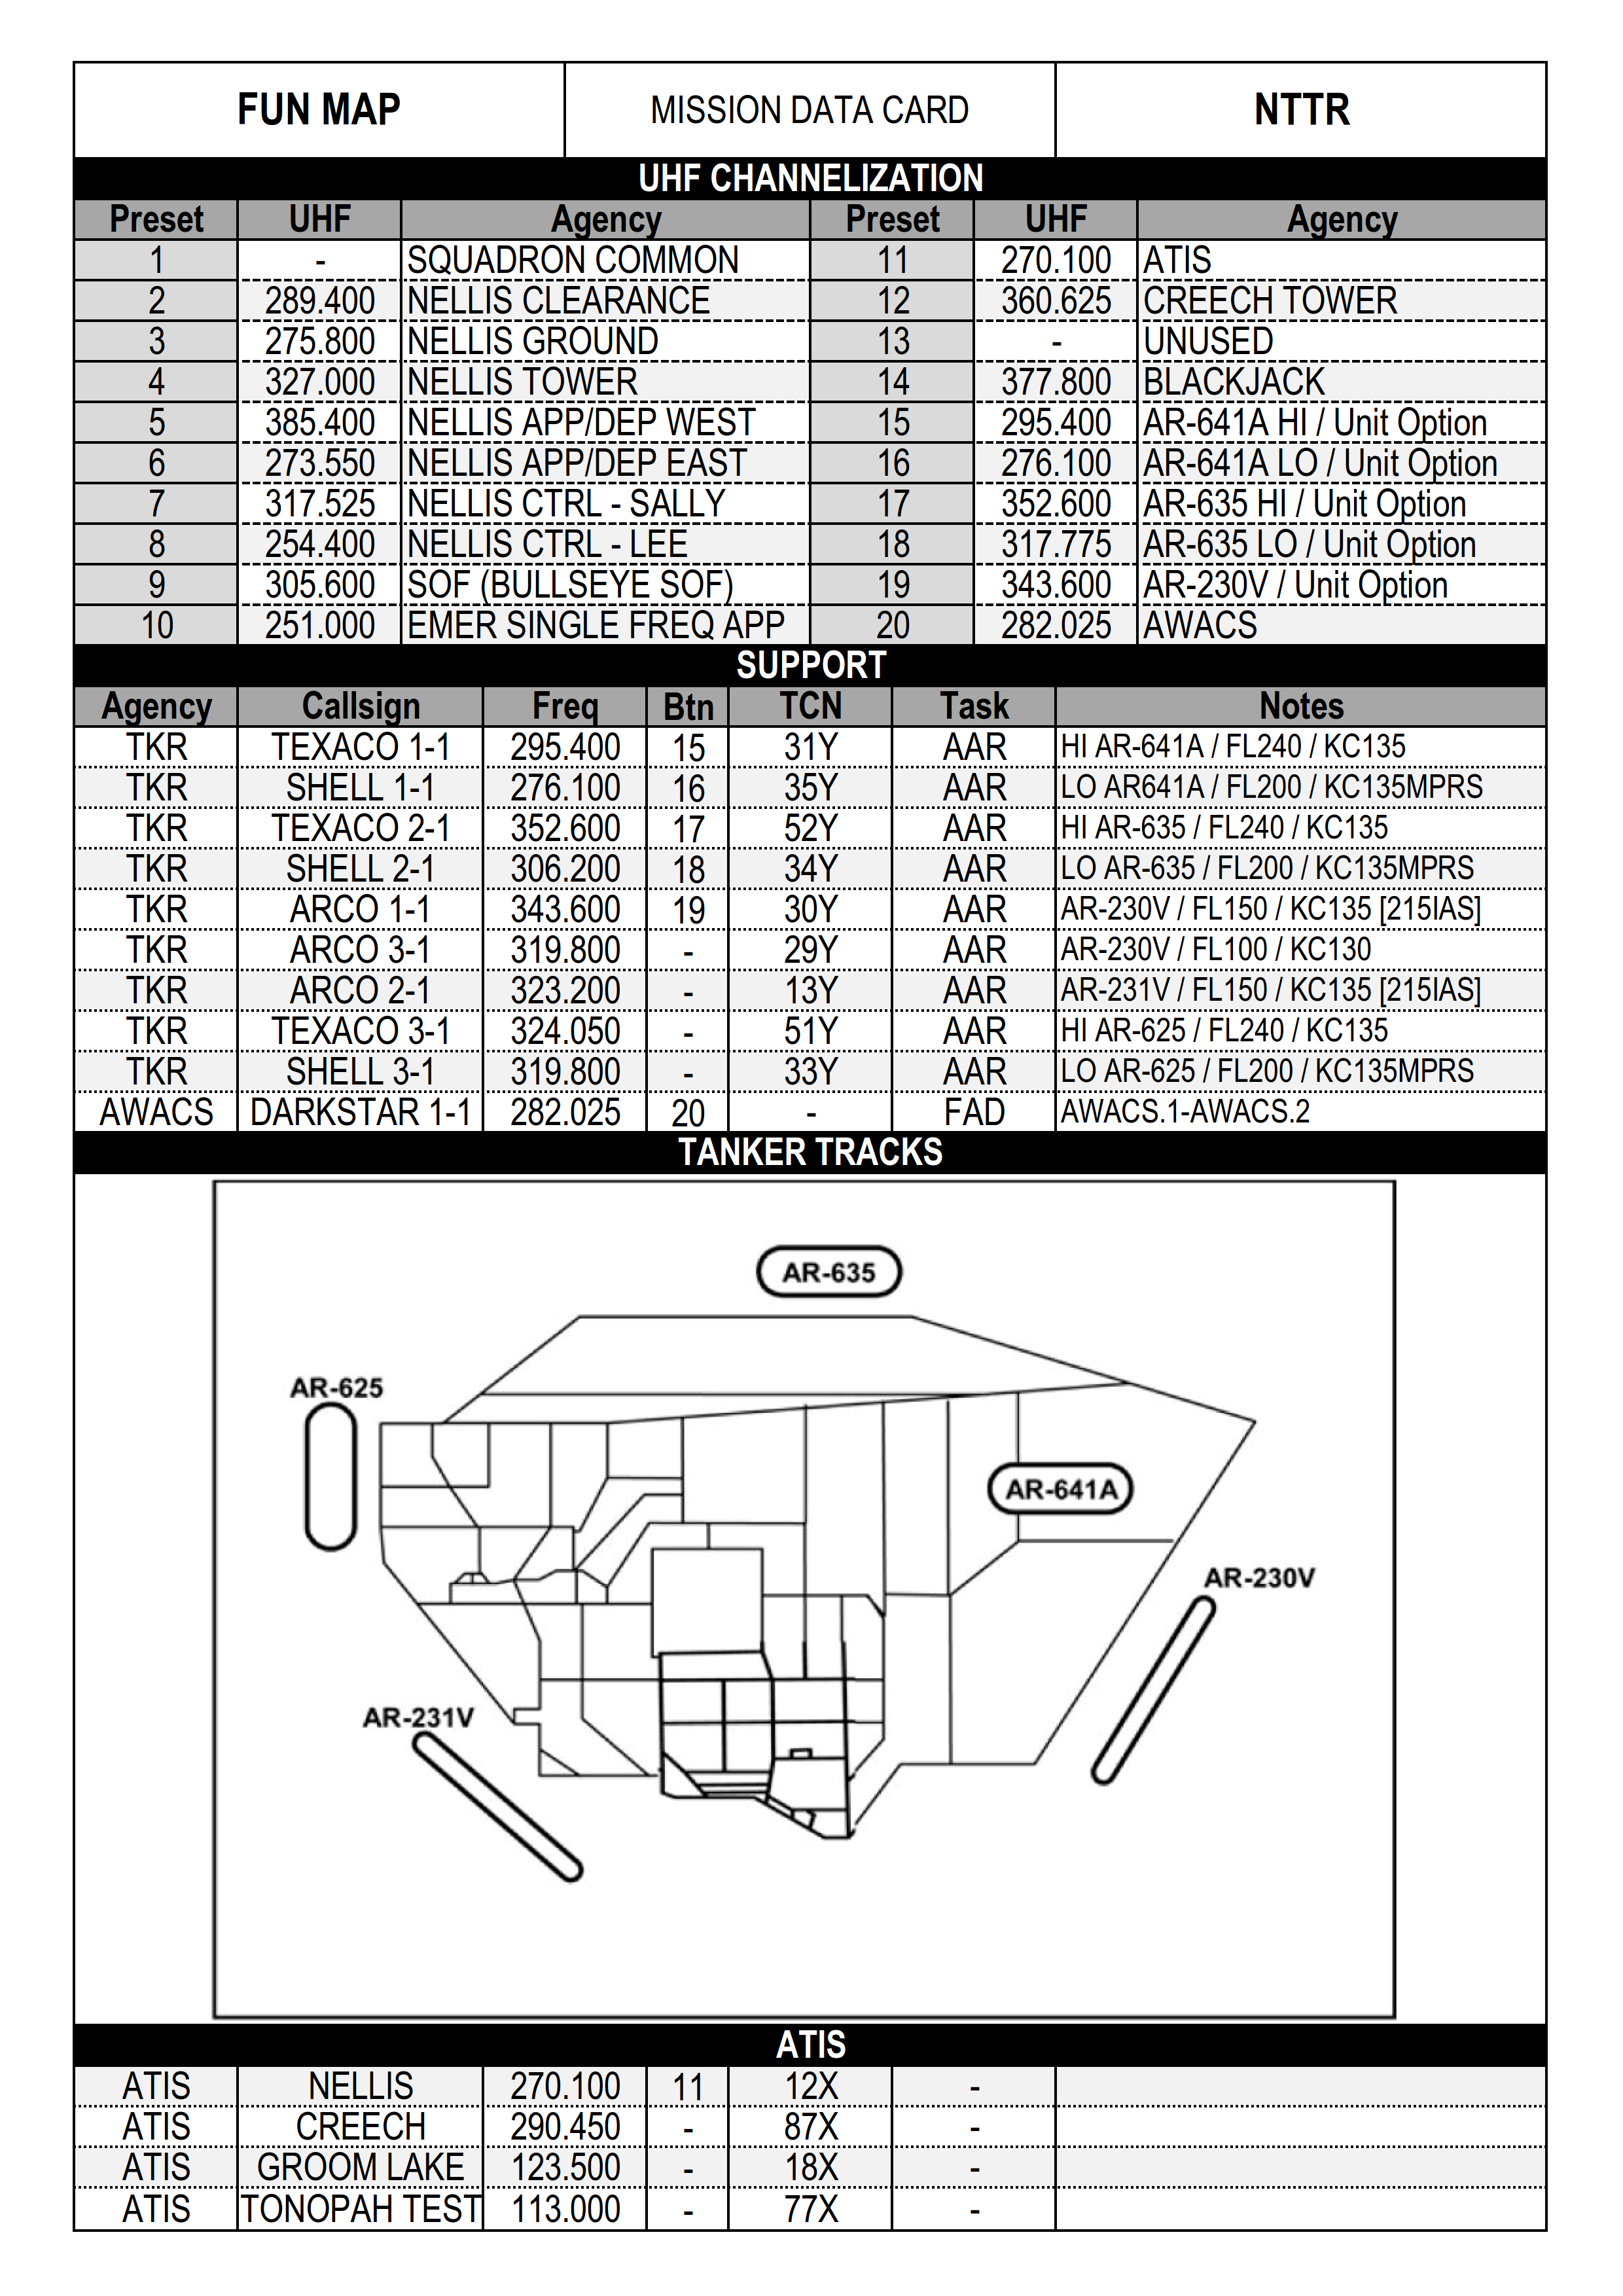 FUN MAP MISSION DATA CARD NTTR
UHF CHANNELIZATION
Preset UHF Agency Preset UHF Agency
1 - SQUADRON COMMON 11 270.100 ATIS
2 289.400 NELLIS CLEARANCE 12 360.625 CREECH TOWER
3 275.800 NELLIS GROUND 13 - UNUSED
4 327.000 NELLIS TOWER 14 377.800 BLACKJACK
5 385.400 NELLIS APP/DEP WEST 15 295.400 AR-641A HI / Unit Option
6 273.550 NELLIS APP/DEP EAST 16 276.100 AR-641A LO / Unit Option
7 317.525 NELLIS CTRL - SALLY 17 352.600 AR-635 HI / Unit Option
8 254.400 NELLIS CTRL - LEE 18 317.775 AR-635 LO / Unit Option
9 305.600 SOF (BULLSEYE SOF) 19 343.600 AR-230V / Unit Option
10 251.000 EMER SINGLE FREQ APP 20 282.025 AWACS
SUPPORT
Agency Callsign Freq Btn TCN Task Notes
TKR TEXACO 1-1 295.400 15 31Y AAR HI AR-641A / FL240 / KC135
TKR SHELL 1-1 276.100 16 35Y AAR LO AR641A / FL200 / KC135MPRS
TKR TEXACO 2-1 352.600 17 52Y AAR HI AR-635 / FL240 / KC135
TKR SHELL 2-1 306.200 18 34Y AAR LO AR-635 / FL200 / KC135MPRS
TKR ARCO 1-1 343.600 19 30Y AAR AR-230V / FL150 / KC135 [215IAS]
TKR ARCO 3-1 319.800 - 29Y AAR AR-230V / FL100 / KC130
TKR ARCO 2-1 323.200 - 13Y AAR AR-231V / FL150 / KC135 [215IAS]
TKR TEXACO 3-1 324.050 - 51Y AAR HI AR-625 / FL240 / KC135
TKR SHELL 3-1 319.800 - 33Y AAR LO AR-625 / FL200 / KC135MPRS
AWACS DARKSTAR 1-1 282.025 20 - FAD AWACS.1-AWACS.2
TANKER TRACKS
AR-635
AR-625
AR-641A
AR-230V
AR-231V
ATIS
ATIS NELLIS 270.100 11 12X -
ATIS CREECH 290.450 - 87X -
ATIS GROOM LAKE 123.500 - 18X -
ATIS TONOPAH TEST 113.000 - 77X -